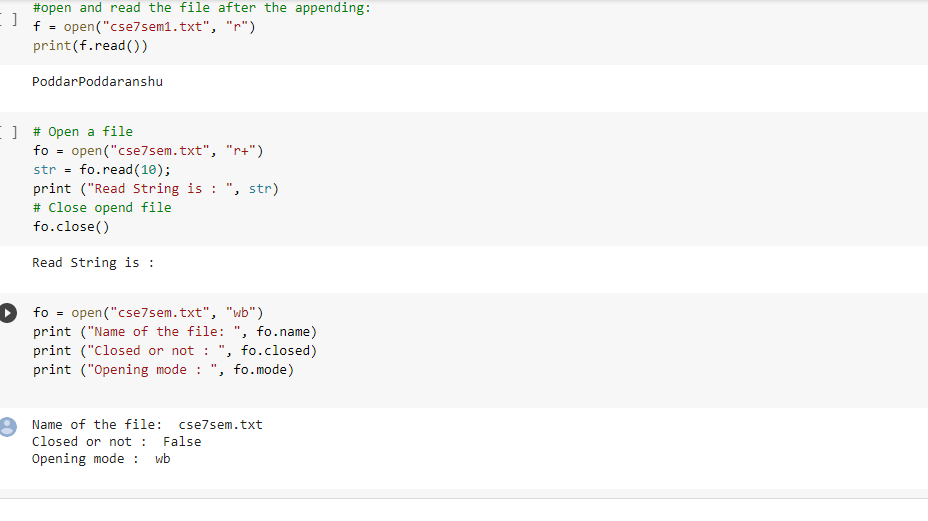 #open and read the file after the appending:
[ ] f = open("cse7sem1.txt", "r")
print(f.read())
PoddarPoddaranshu
[ ] # Open a file
fo = open("cse7sem.txt", "r+")
str = fo.read(10);
print ("Read String is : ", str)
# Close opend file
fo.close()
Read String is :
fo = open("cse7sem.txt", "wb")
print ("Name of the file: ", fo.name)
print ("Closed or not : ", fo.closed)
print ("Opening mode : ", fo.mode)
Name of the file:  cse7sem.txt
Closed or not :  False
Opening mode :  wb